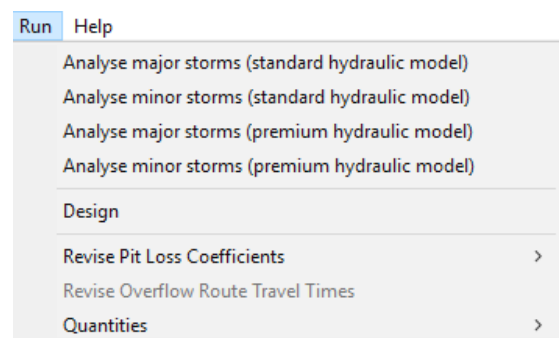 Run Help
Analyse major storms (standard hydraulic model)
Analyse minor storms (standard hydraulic model)
Analyse major storms (premium hydraulic model)
Analyse minor storms (premium hydraulic model)
Design
Revise Pit Loss Coefficients
Revise Overflow Route Travel Times
Quantities